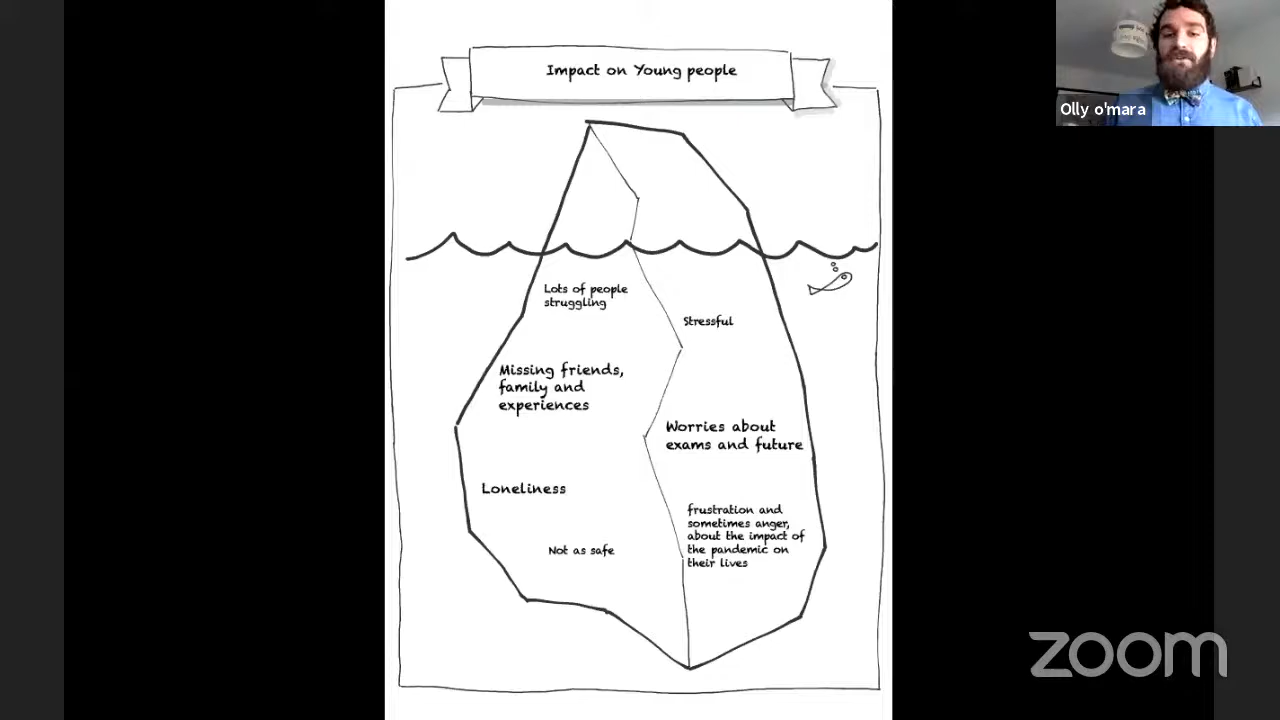 Impact on Young people
Olly o'mara
Lots of people
struggling
Stressful
Missing friends,
family and
experiences
Worries about
exams and future
Loneliness
frustration and
sometimes anger,
about the impact of
the pandemic on
their lives
Not as safe
zoom